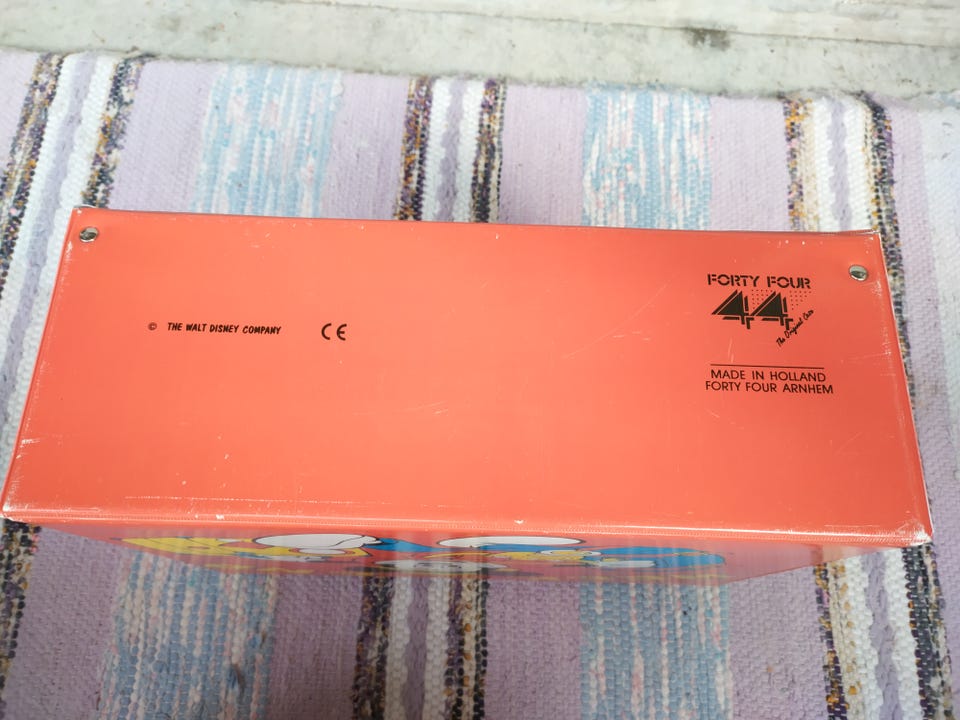 © THE WALT DISNEY COMPANY CE
FORTY FOUR
44
The Original Ones
MADE IN HOLLAND
FORTY FOUR ARNHEM